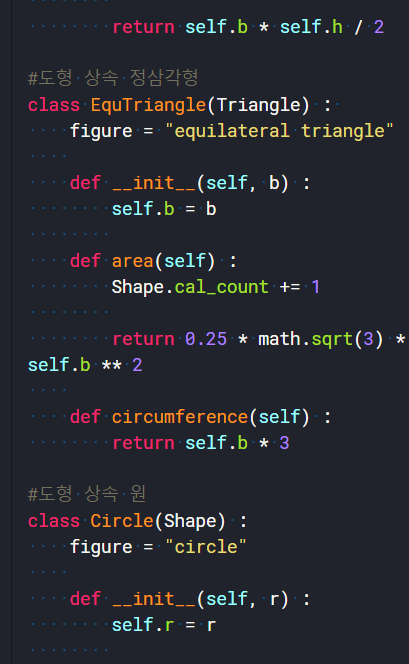 return self.b * self.h / 2

#도형 상속 정삼각형
class EquTriangle(Triangle) :
    figure = "equilateral triangle"
    
    def __init__(self, b) :
        self.b = b
        
    def area(self) :
        Shape.cal_count += 1
        
        return 0.25 * math.sqrt(3) *
self.b ** 2
    
    def circumference(self) :
        return self.b * 3

#도형 상속 원
class Circle(Shape) :
    figure = "circle"
    
    def __init__(self, r) :
        self.r = r